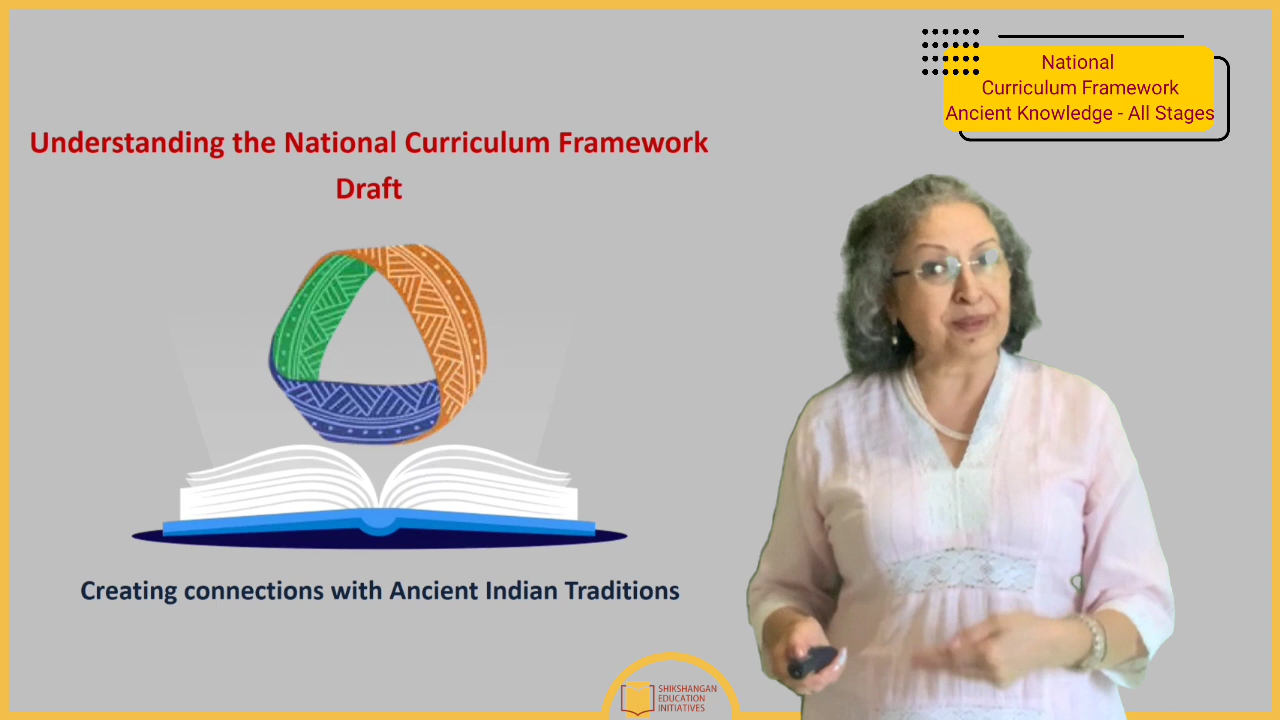 National
Curriculum Framework
Ancient Knowledge - All Stages
Understanding the National Curriculum Framework
Draft
Creating connections with Ancient Indian Traditions
SHIKSHANGAN
EDUCATION
INITIATIVES